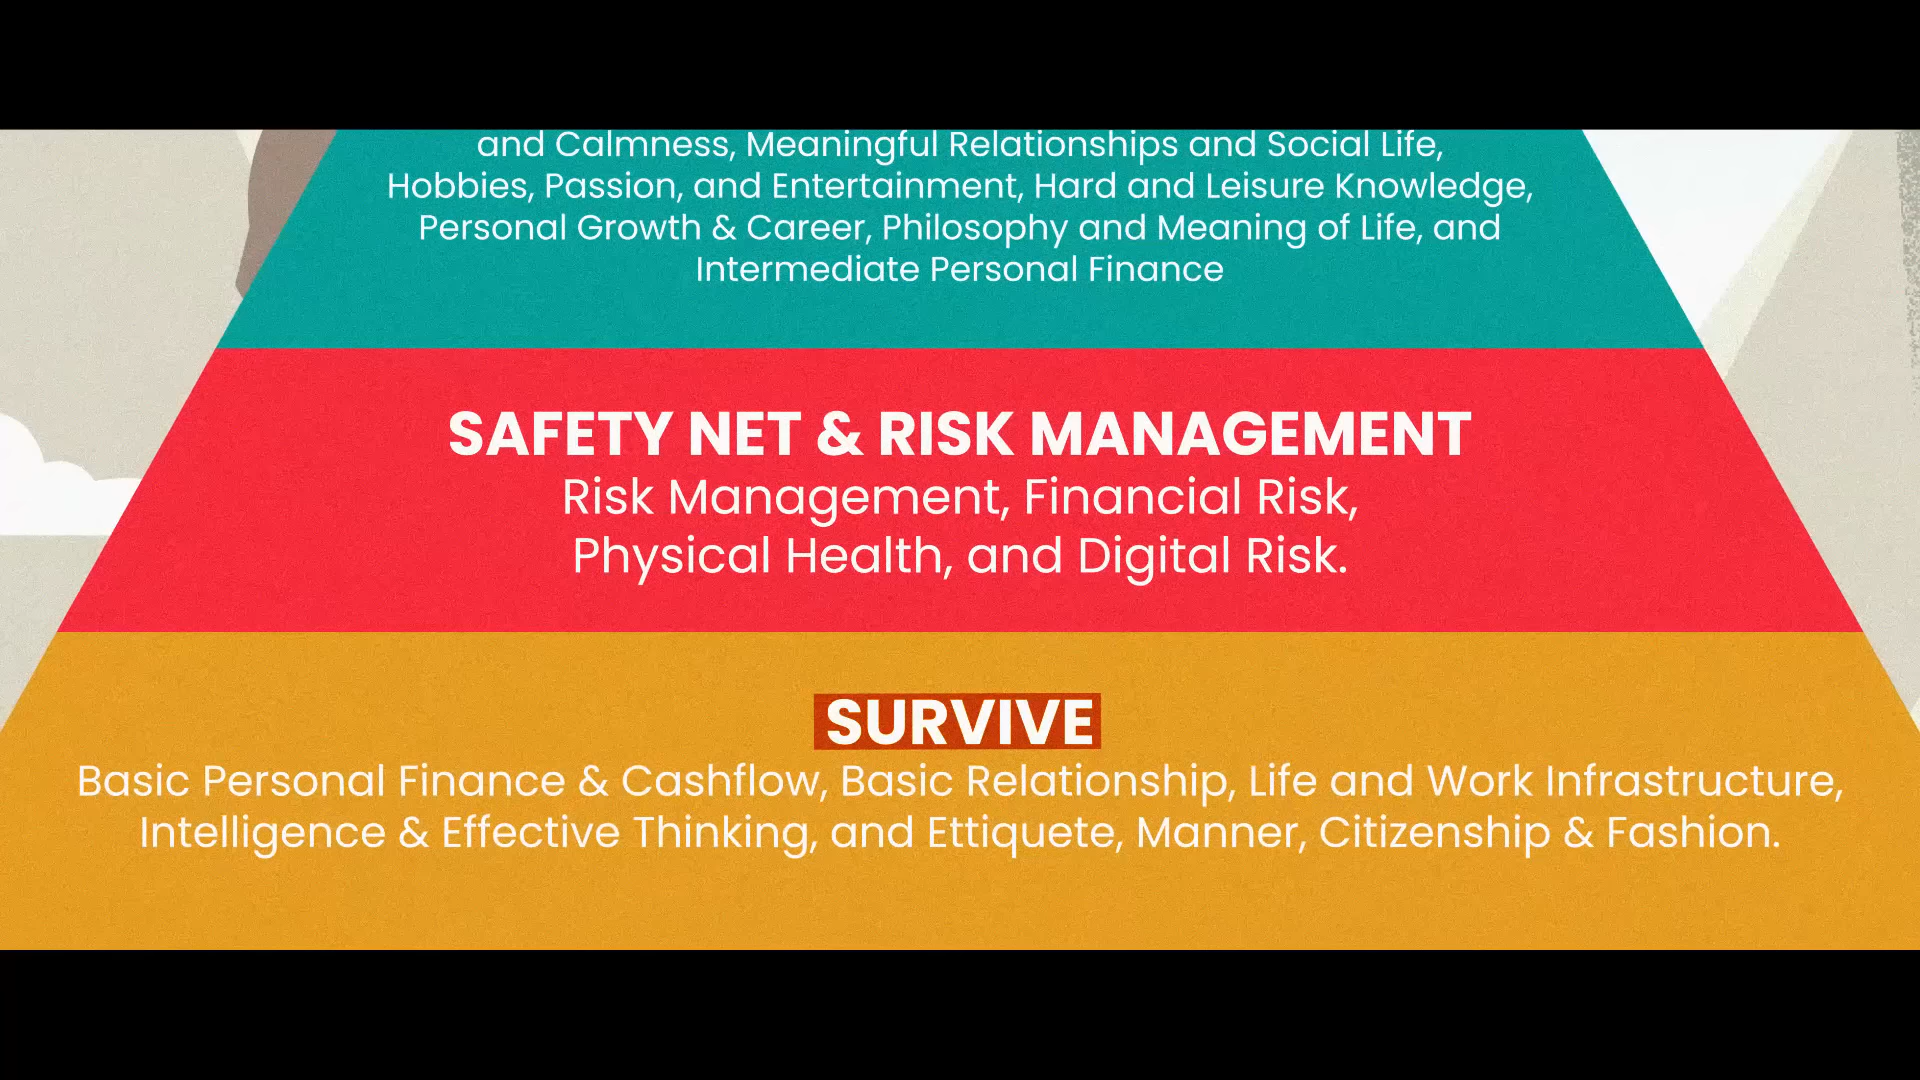 and Calmness, Meaningful Relationships and Social Life,
Hobbies, Passion, and Entertainment, Hard and Leisure Knowledge,
Personal Growth & Career, Philosophy and Meaning of Life, and
Intermediate Personal Finance
SAFETY NET & RISK MANAGEMENT
Risk Management, Financial Risk,
Physical Health, and Digital Risk.
SURVIVE
Basic Personal Finance & Cashflow, Basic Relationship, Life and Work Infrastructure,
Intelligence & Effective Thinking, and Ettiquete, Manner, Citizenship & Fashion.